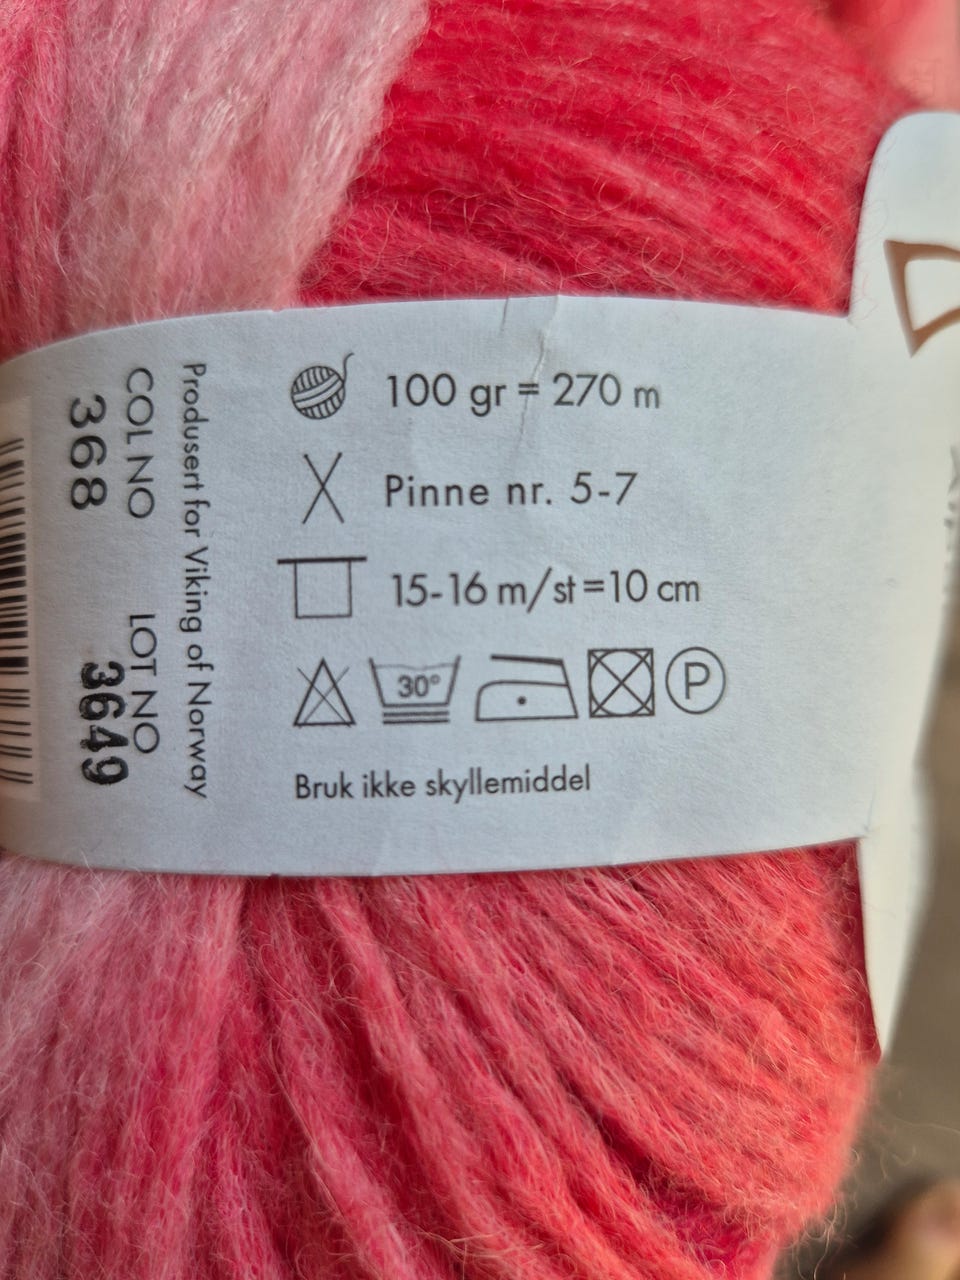 100 gr = 270 m
Pinne nr. 5-7
15-16 m/st=10 cm
30°
P
Bruk ikke skyllemiddel
Produsert for Viking of Norway
COL NO
368
LOT NO
3649